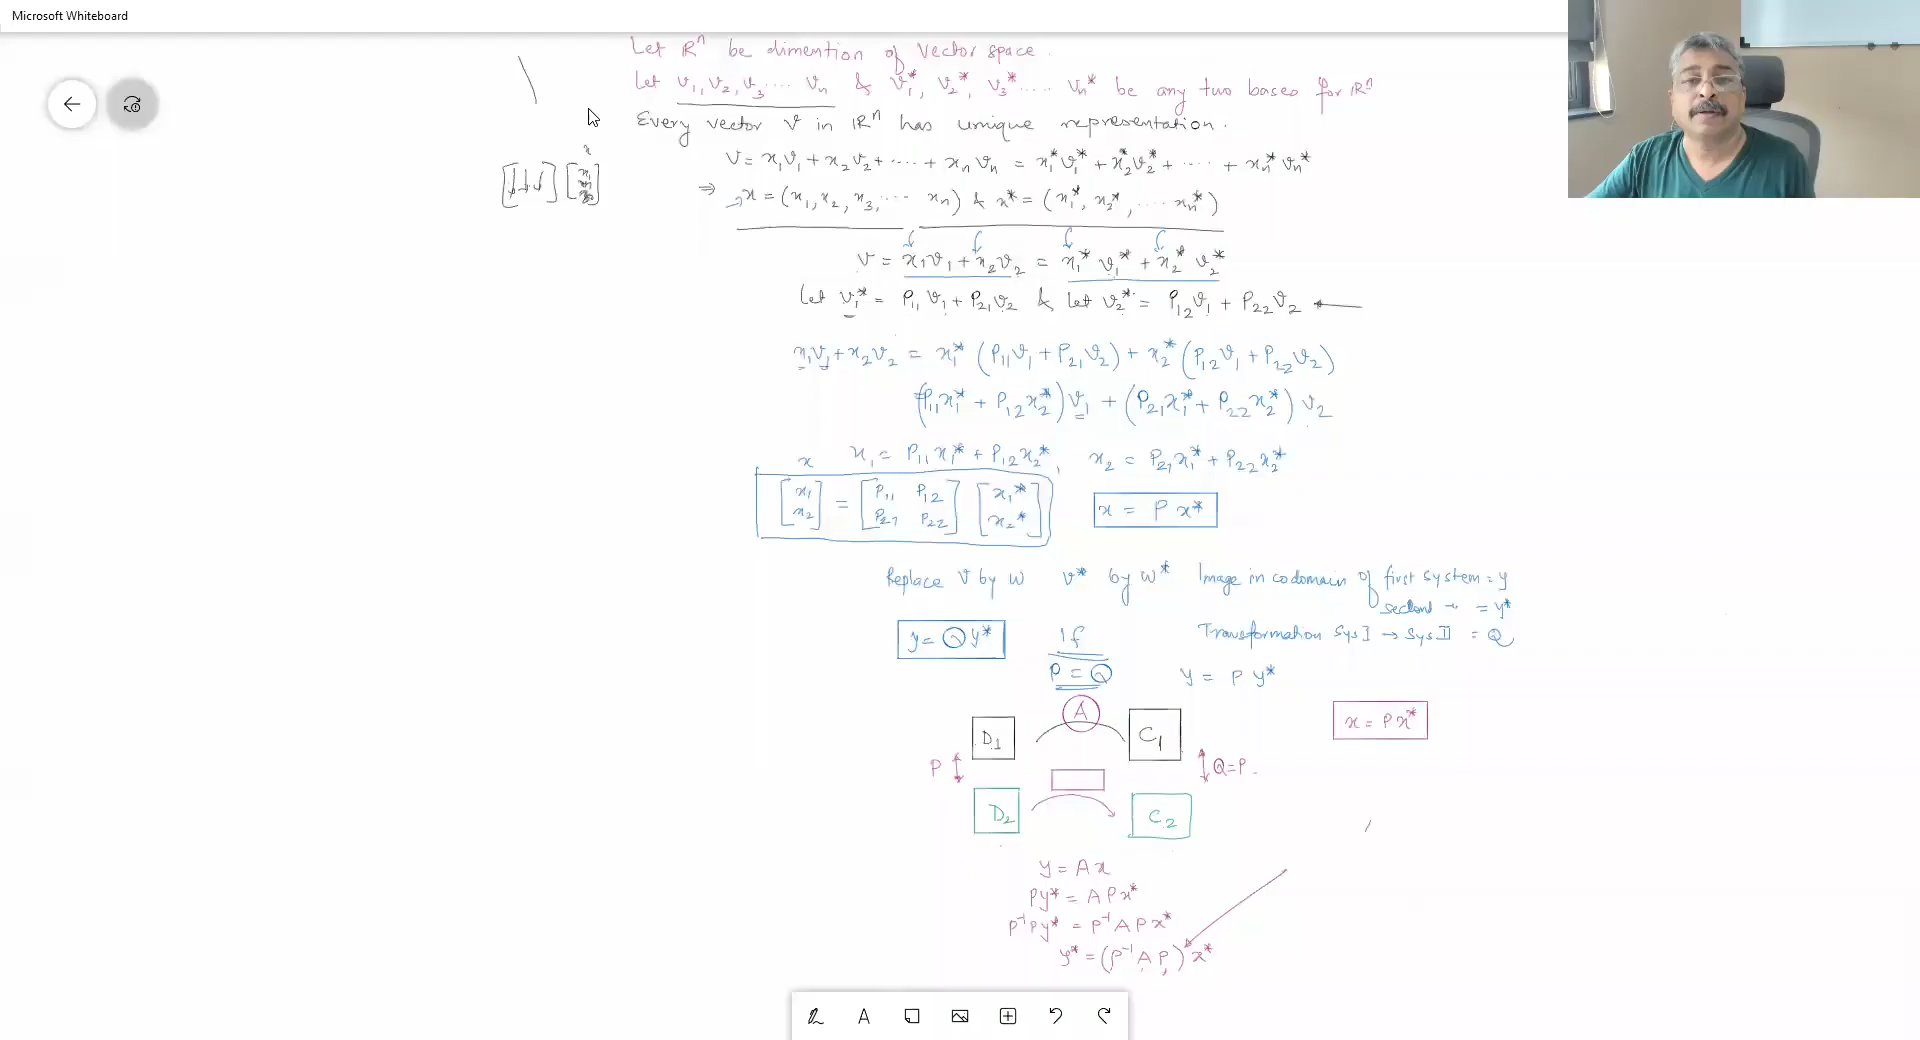 Microsoft Whiteboard
Let Rⁿ be dimention of Vector space.
Let v₁, v₂, v₃ .... vₙ & v₁*, v₂*, v₃* .... vₙ* be any two bases for Rⁿ
Every vector v in Rⁿ has unique representation.
v = x₁v₁ + x₂v₂ + ..... + xₙvₙ = x₁*v₁* + x₂*v₂* + ..... + xₙ*vₙ*
⇒ x = (x₁, x₂, x₃, ... xₙ) & x* = (x₁*, x₂*, .... xₙ*)
v = x₁v₁ + x₂v₂ = x₁* v₁* + x₂* v₂*
Let v₁* = P₁₁v₁ + P₂₁v₂ & Let v₂* = P₁₂v₁ + P₂₂v₂
x₁v₁ + x₂v₂ = x₁* (P₁₁v₁ + P₂₁v₂) + x₂* (P₁₂v₁ + P₂₂v₂)
= (P₁₁x₁* + P₁₂x₂*) v₁ + (P₂₁x₁* + P₂₂x₂*) v₂
x₁ = P₁₁x₁* + P₁₂x₂*, x₂ = P₂₁x₁* + P₂₂x₂*
x
[x₁ x₂] = [P₁₁ P₁₂ P₂₁ P₂₂] [x₁* x₂*] x = P x*
Replace v by w v* by w* Image in codomain of first system = y
second " = y*
y = Q y* If Transformation Sys I → Sys II = Q
P = Q y = P y*
A
D₁ C₁ x = P x*
P Q=P.
D₂ C₂
y = A x
Py* = A P x*
P⁻¹Py* = P⁻¹ A P x*
y* = (P⁻¹ A P) x*
A